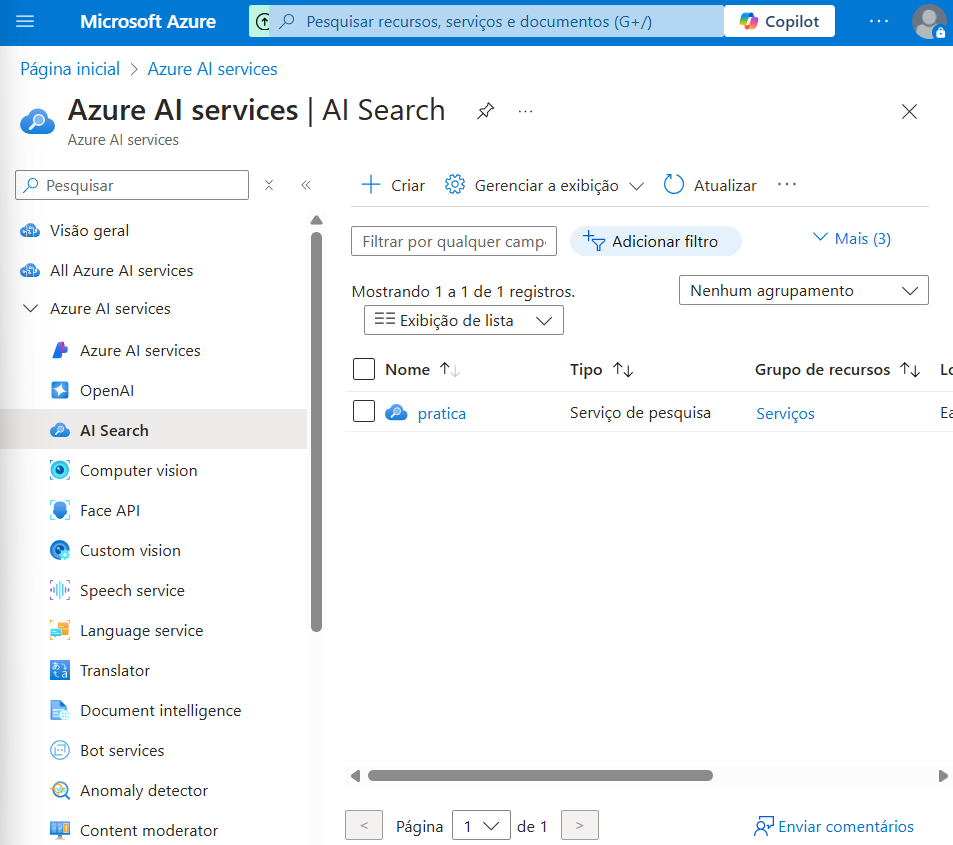 Microsoft Azure
Pesquisar recursos, serviços e documentos (G+/)
Copilot
Página inicial > Azure AI services
Azure AI services | AI Search
Azure AI services
Pesquisar
Criar
Gerenciar a exibição
Atualizar
Visão geral
All Azure AI services
Azure AI services
Azure AI services
OpenAI
AI Search
Computer vision
Face API
Custom vision
Speech service
Language service
Translator
Document intelligence
Bot services
Anomaly detector
Content moderator
Filtrar por qualquer campo
Adicionar filtro
Mais (3)
Mostrando 1 a 1 de 1 registros.
Nenhum agrupamento
Exibição de lista
Nome
Tipo
Grupo de recursos
Lo
pratica
Serviço de pesquisa
Serviços
Ea
<
Página
1
de 1
>
Enviar comentários